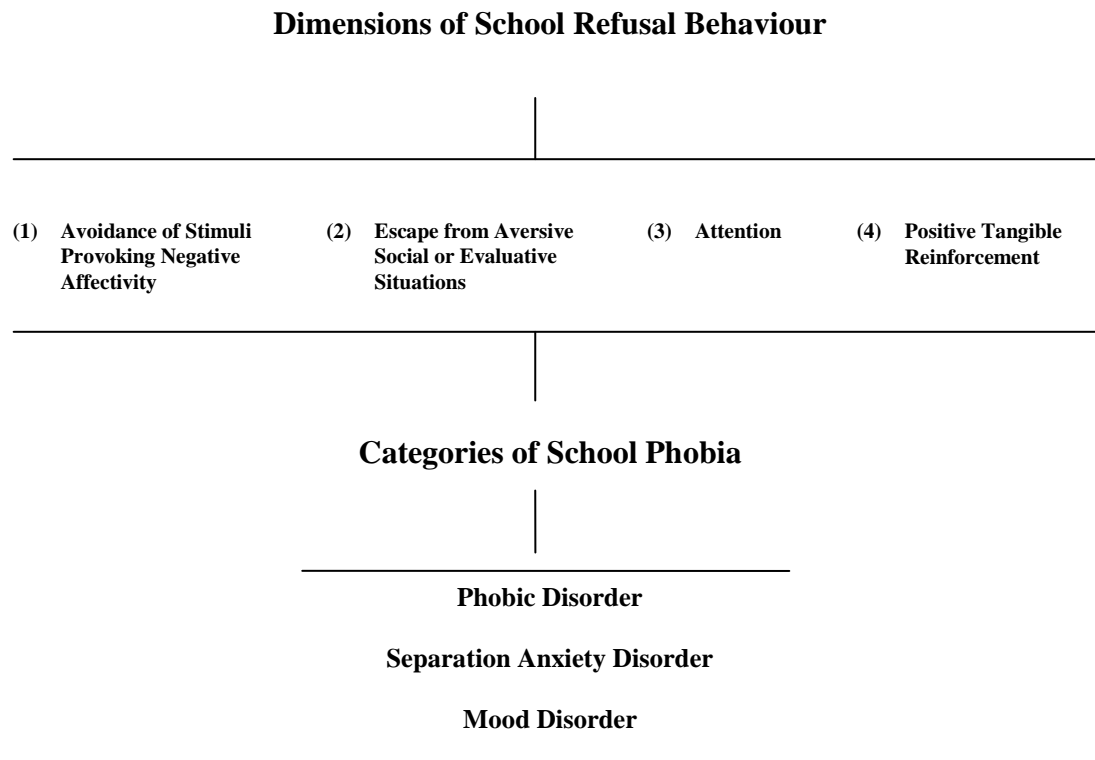 Dimensions of School Refusal Behaviour
(1) Avoidance of Stimuli
Provoking Negative
Affectivity
(2) Escape from Aversive
Social or Evaluative
Situations
(3) Attention
(4) Positive Tangible
Reinforcement
Categories of School Phobia
Phobic Disorder
Separation Anxiety Disorder
Mood Disorder